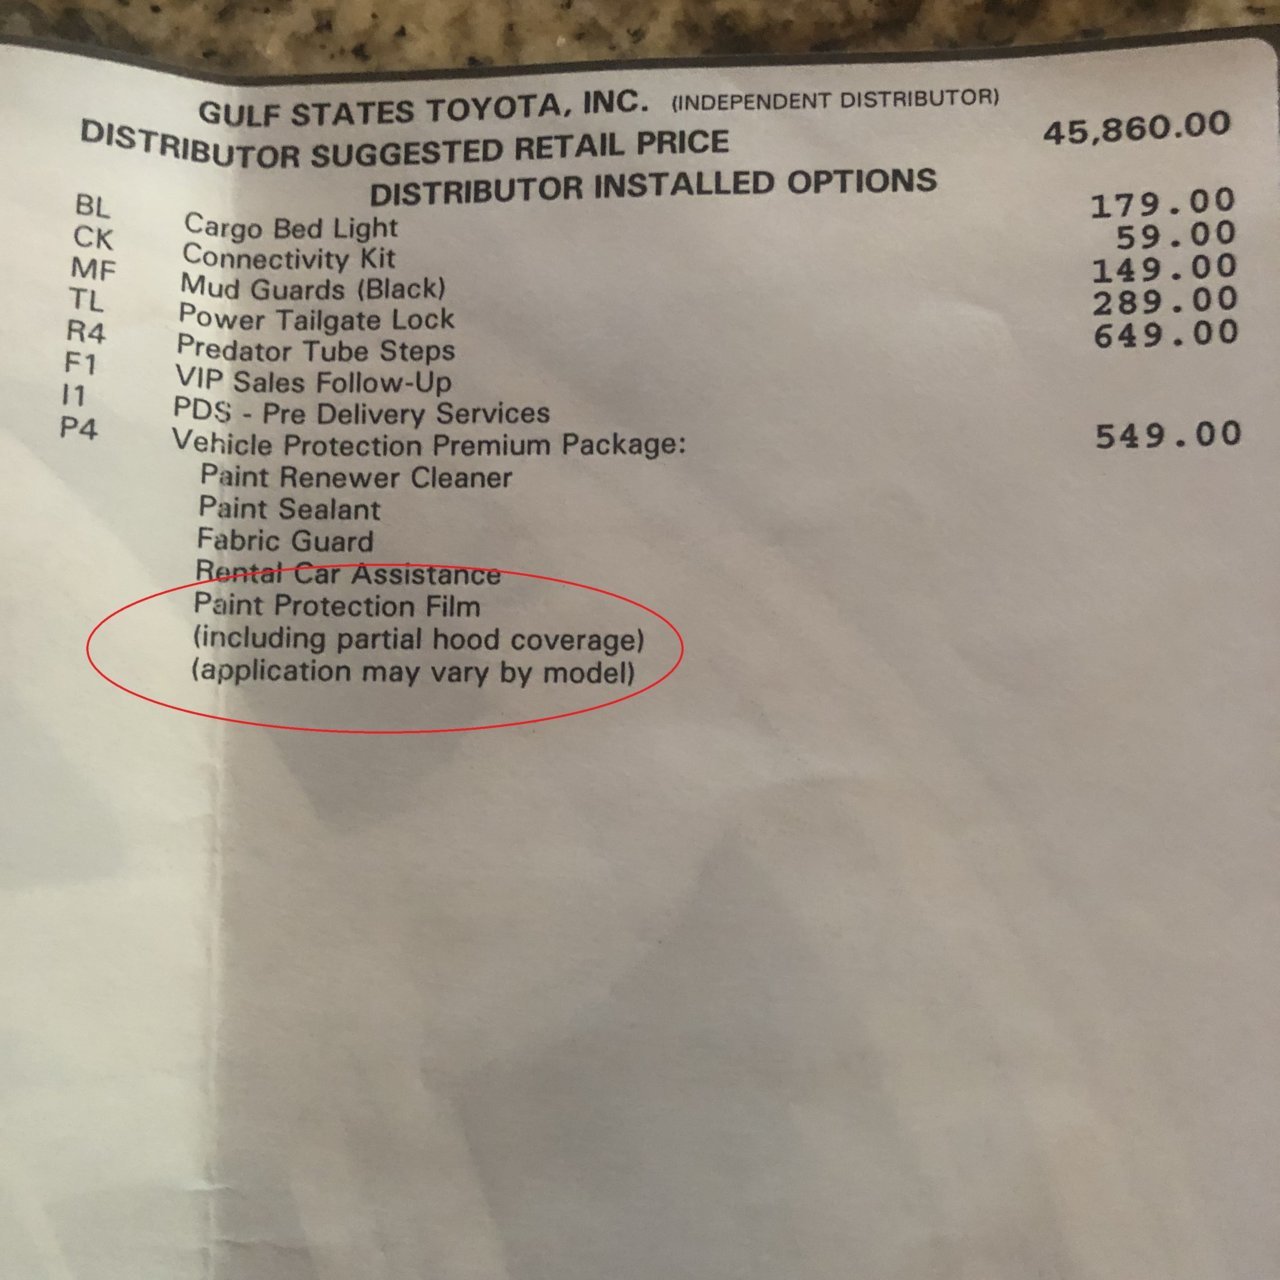 GULF STATES TOYOTA, INC. (INDEPENDENT DISTRIBUTOR)
DISTRIBUTOR SUGGESTED RETAIL PRICE 45,860.00
DISTRIBUTOR INSTALLED OPTIONS
BL Cargo Bed Light 179.00
CK Connectivity Kit 59.00
MF Mud Guards (Black) 149.00
TL Power Tailgate Lock 289.00
R4 Predator Tube Steps 649.00
F1 VIP Sales Follow-Up
I1 PDS - Pre Delivery Services
P4 Vehicle Protection Premium Package: 549.00
Paint Renewer Cleaner
Paint Sealant
Fabric Guard
Rental Car Assistance
Paint Protection Film
(including partial hood coverage)
(application may vary by model)